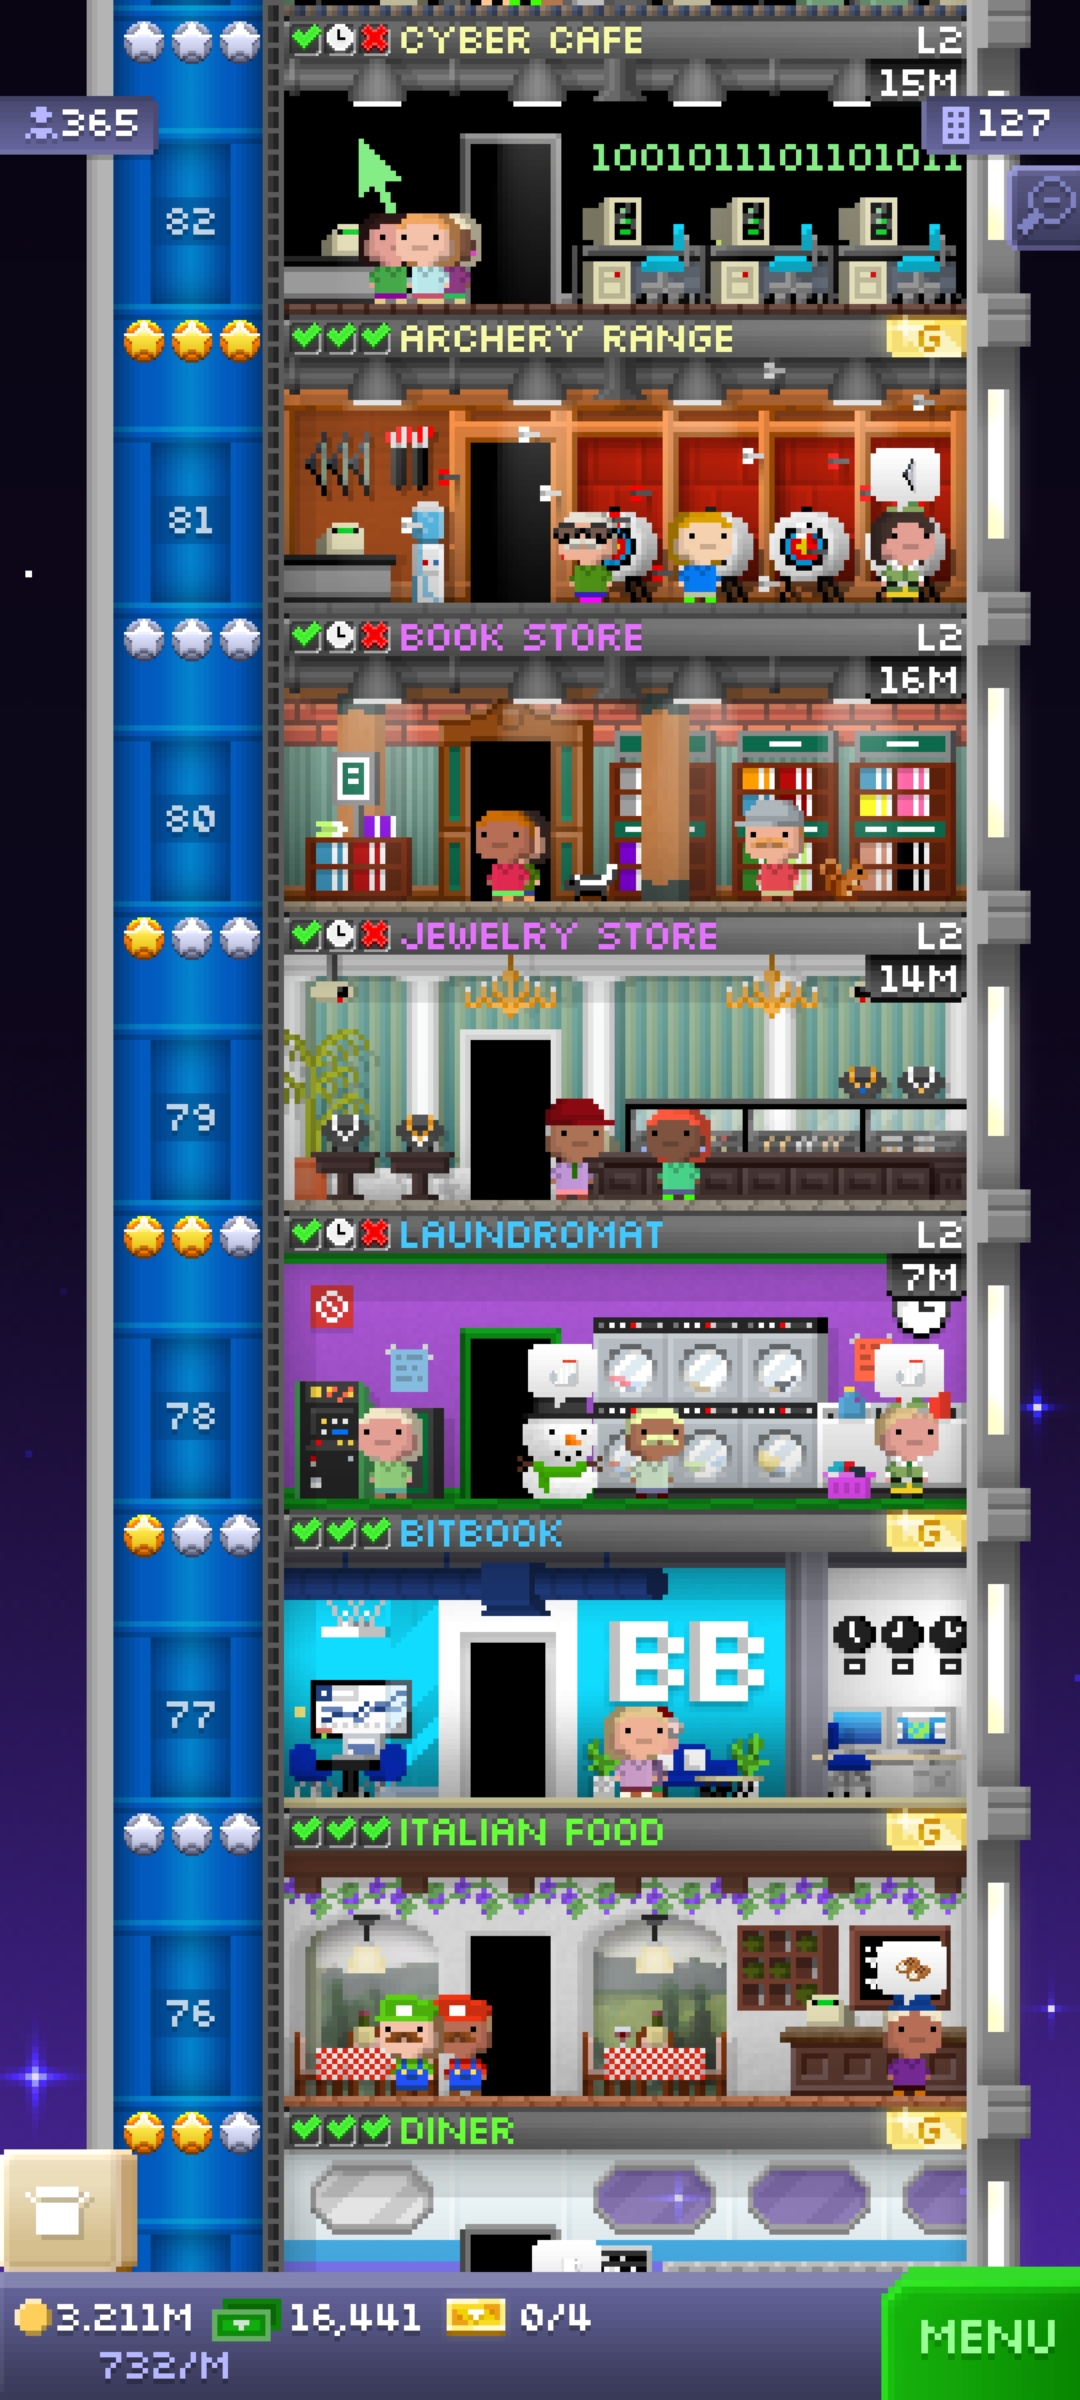 CYBER CAFE L2
15M
365
127
1001011101101011
82
ARCHERY RANGE G
81
BOOK STORE L2
16M
80
JEWELRY STORE L2
14M
79
LAUNDROMAT L2
7M
78
BITBOOK G
BB
77
ITALIAN FOOD G
76
DINER G
3.211M 16,441 0/4
732/M
MENU